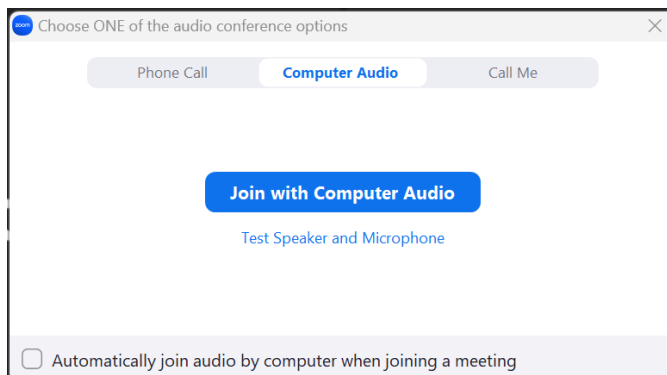 zoom Choose ONE of the audio conference options
Phone Call Computer Audio Call Me
Join with Computer Audio
Test Speaker and Microphone
Automatically join audio by computer when joining a meeting